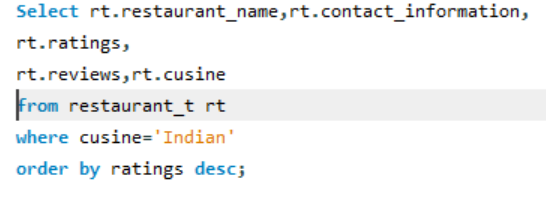 Select rt.restaurant_name,rt.contact_information,
rt.ratings,
rt.reviews,rt.cusine
from restaurant_t rt
where cusine='Indian'
order by ratings desc;